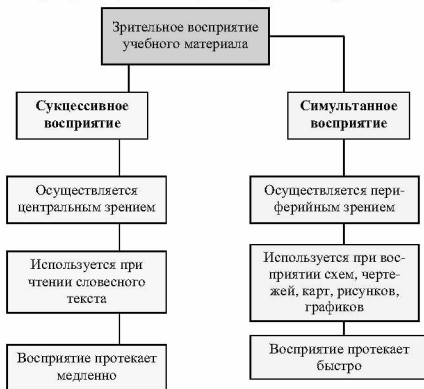 Зрительное восприятие
учебного материала
Сукцессивное
восприятие
Осуществляется
центральным зрением
Используется при
чтении словесного
текста
Восприятие протекает
медленно
Симультанное
восприятие
Осуществляется пери-
ферийным зрением
Используется при вос-
приятии схем, черте-
жей, карт, рисунков,
графиков
Восприятие протекает
быстро